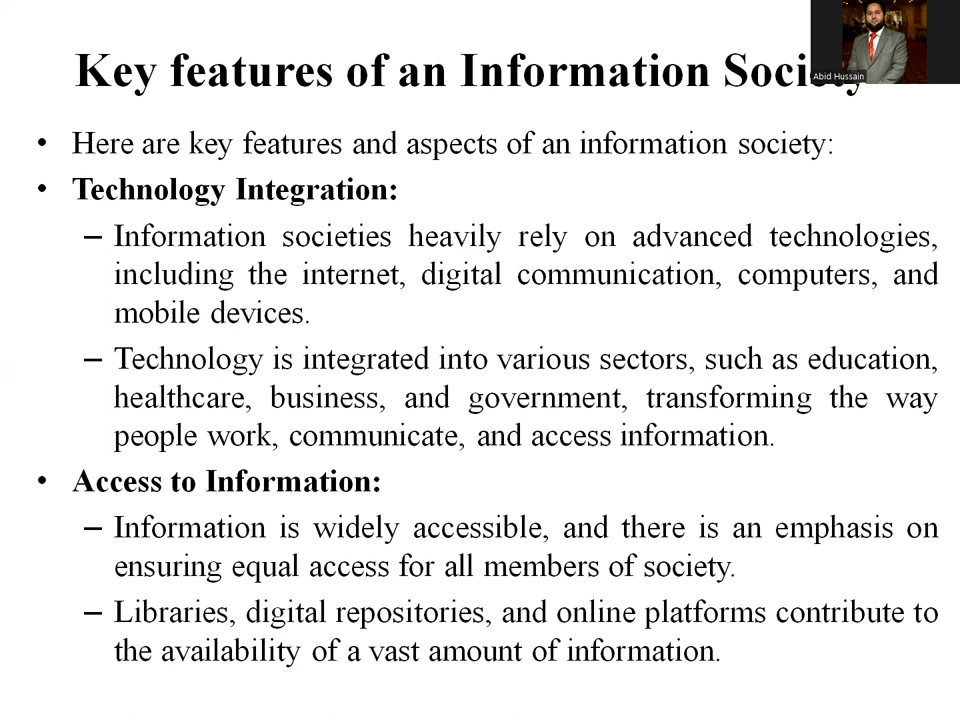 Key features of an Information Society
Abid Hussain
• Here are key features and aspects of an information society:
• Technology Integration:
– Information societies heavily rely on advanced technologies,
including the internet, digital communication, computers, and
mobile devices.
– Technology is integrated into various sectors, such as education,
healthcare, business, and government, transforming the way
people work, communicate, and access information.
• Access to Information:
– Information is widely accessible, and there is an emphasis on
ensuring equal access for all members of society.
– Libraries, digital repositories, and online platforms contribute to
the availability of a vast amount of information.